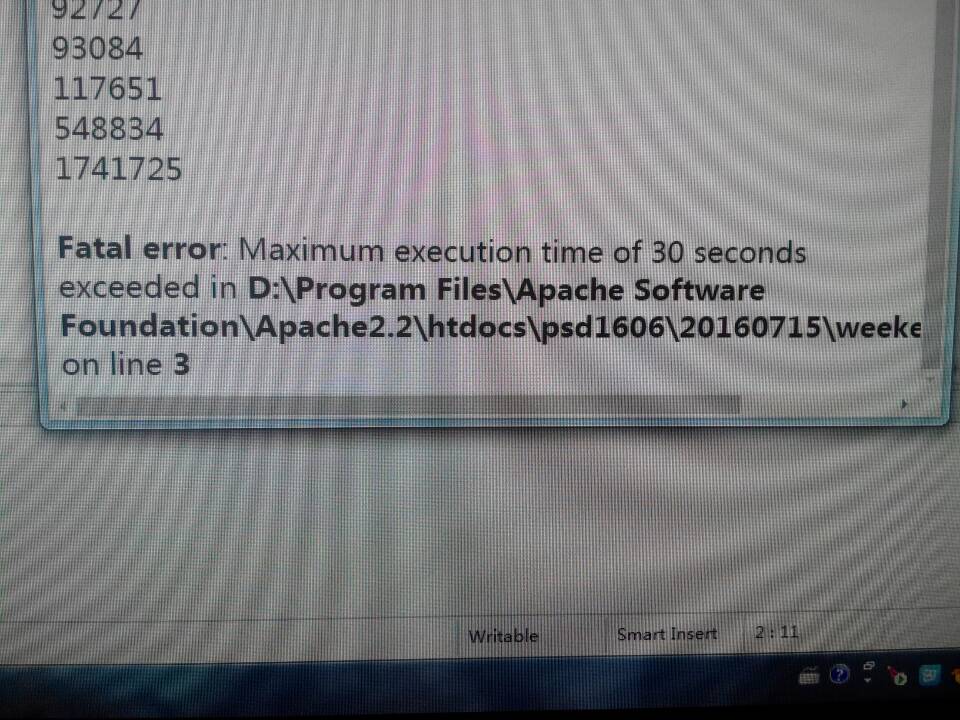 92727
93084
117651
548834
1741725
Fatal error: Maximum execution time of 30 seconds
exceeded in D:\Program Files\Apache Software
Foundation\Apache2.2\htdocs\psd1606\20160715\weeke
on line 3
Writable Smart Insert 2 : 11